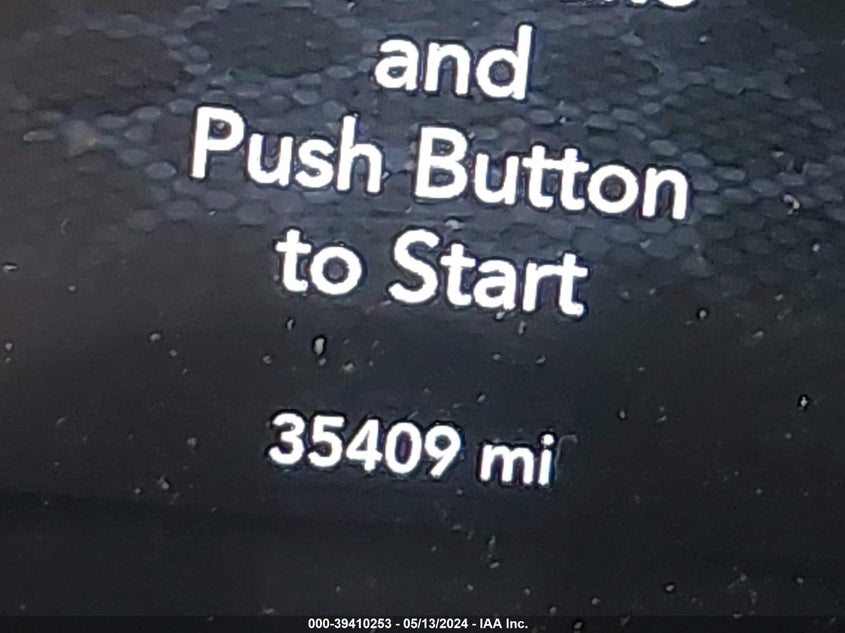 and
Push Button
to Start
35409 mi
000-39410253 - 05/13/2024 - IAA Inc.